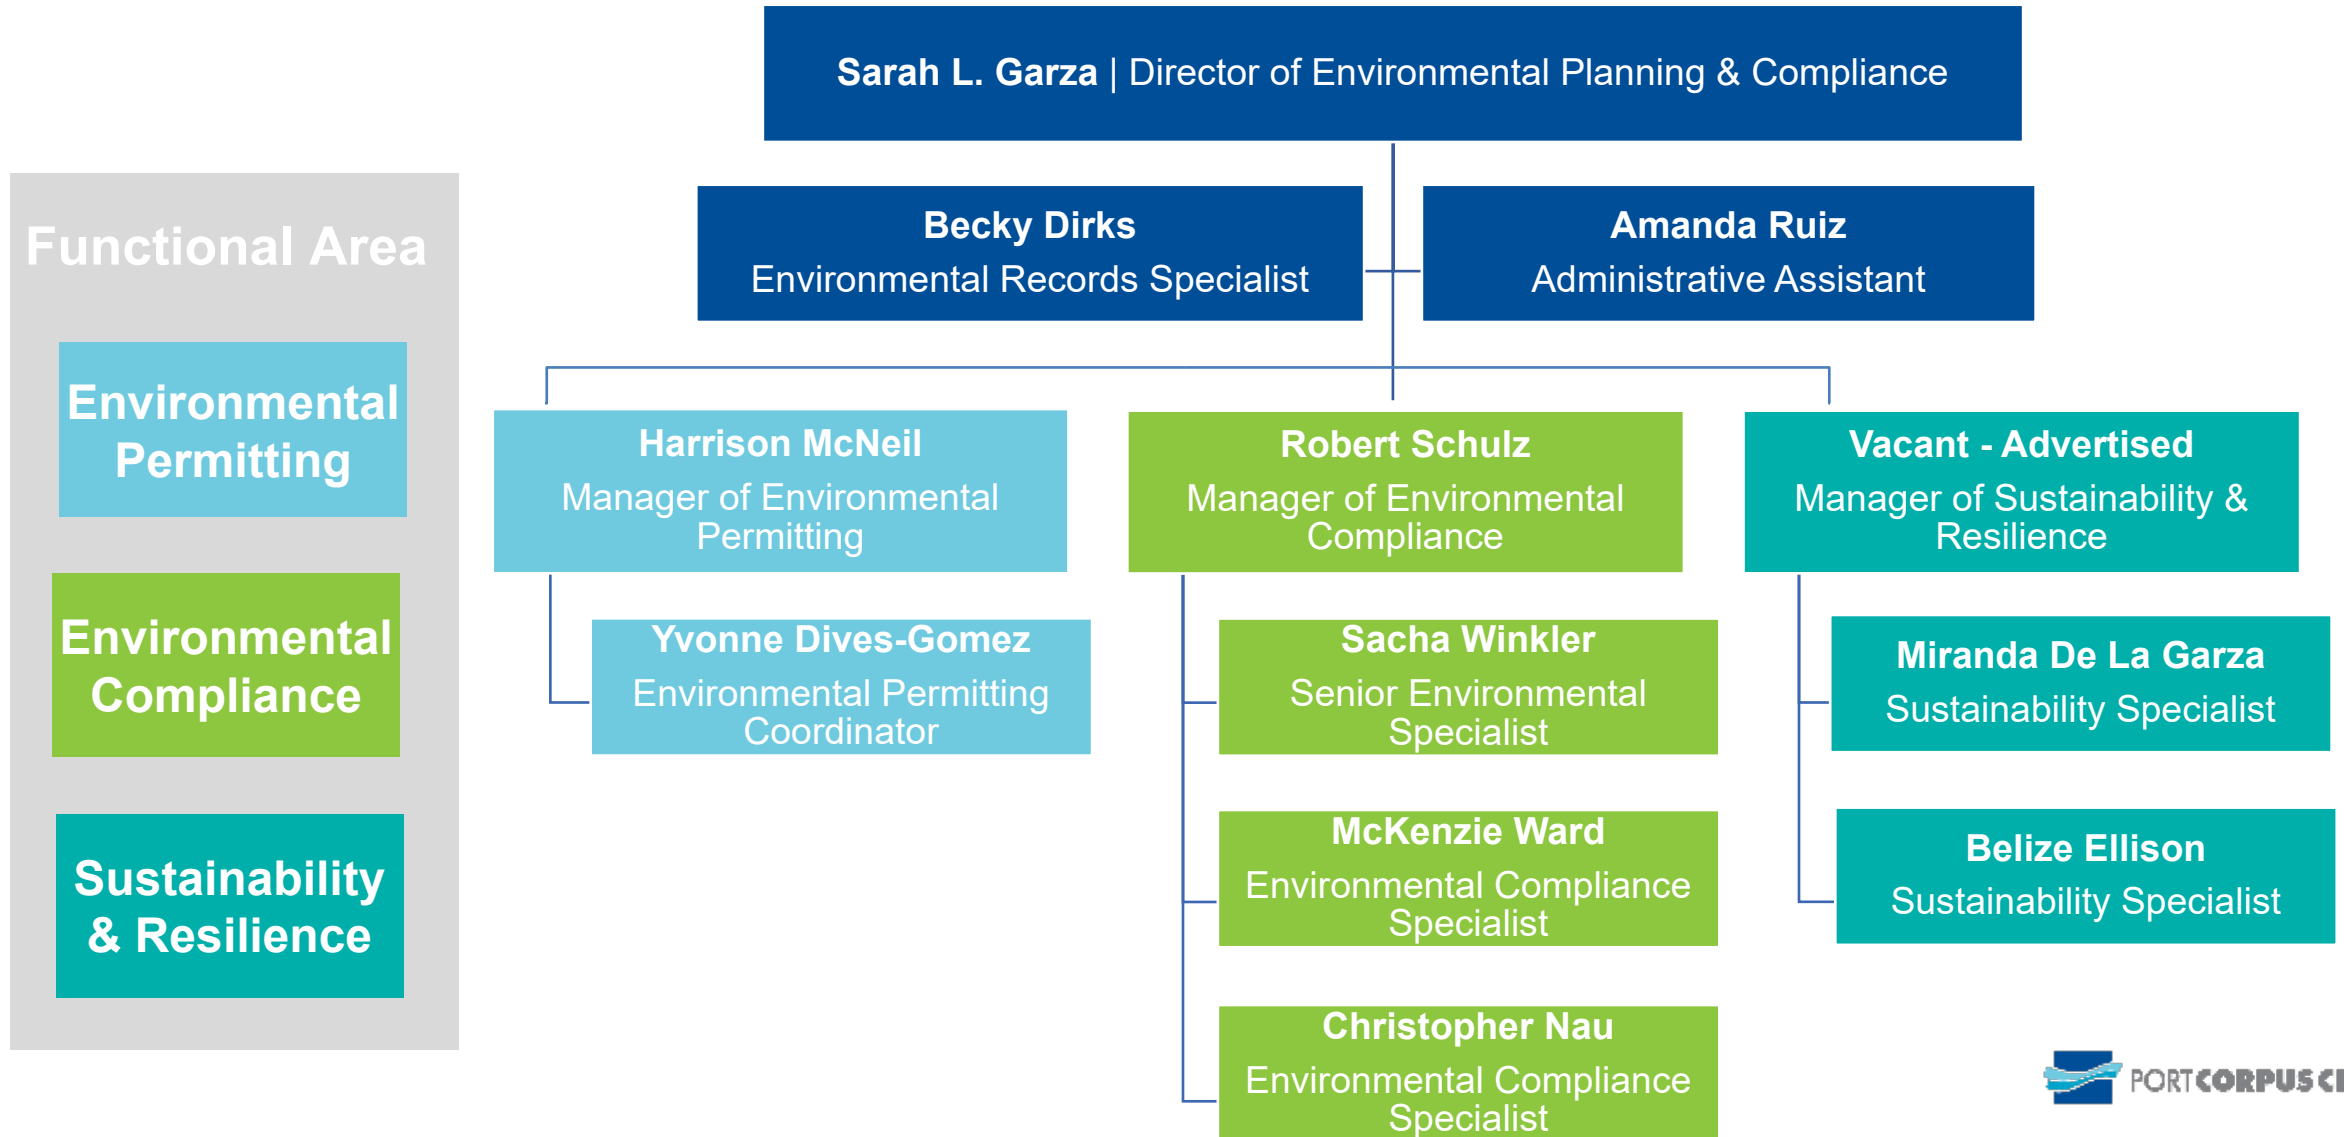 Sarah L. Garza | Director of Environmental Planning & Compliance
Becky Dirks
Environmental Records Specialist
Amanda Ruiz
Administrative Assistant
Functional Area
Environmental
Permitting
Environmental
Compliance
Sustainability
& Resilience
Harrison McNeil
Manager of Environmental
Permitting
Yvonne Dives-Gomez
Environmental Permitting
Coordinator
Robert Schulz
Manager of Environmental
Compliance
Sacha Winkler
Senior Environmental
Specialist
McKenzie Ward
Environmental Compliance
Specialist
Christopher Nau
Environmental Compliance
Specialist
Vacant - Advertised
Manager of Sustainability &
Resilience
Miranda De La Garza
Sustainability Specialist
Belize Ellison
Sustainability Specialist
PORT CORPUS